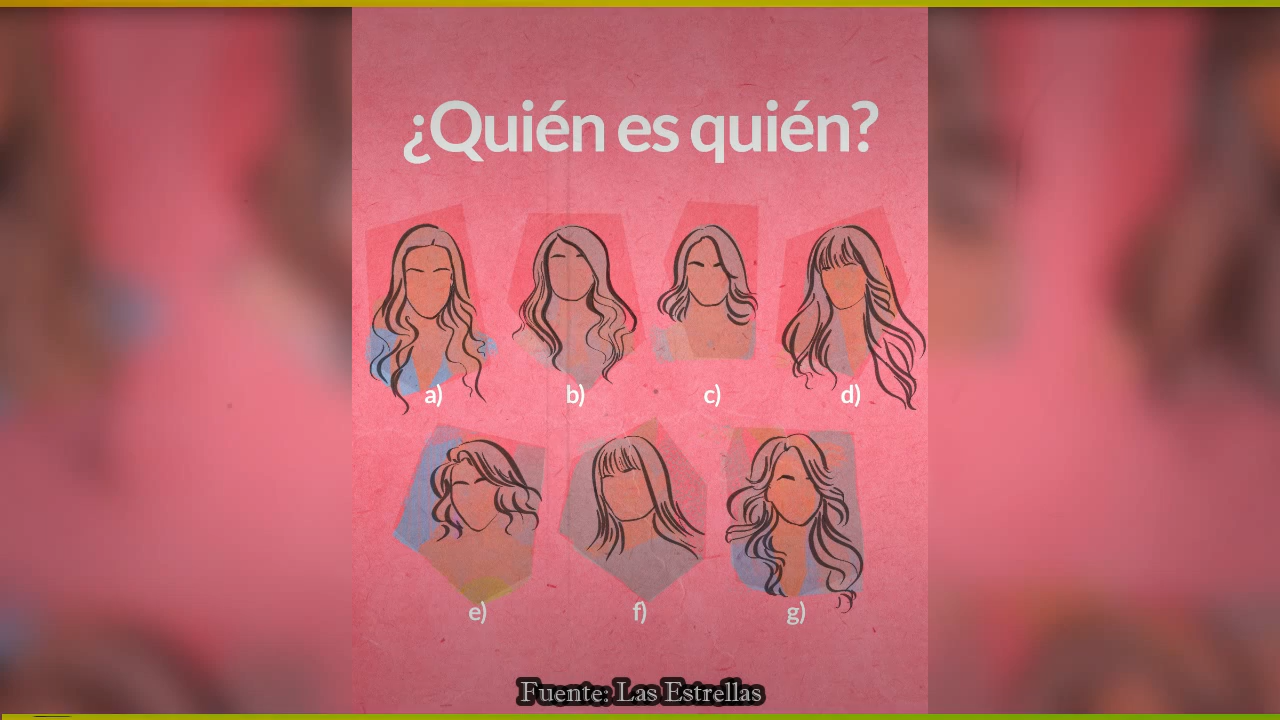 ¿Quién es quién?
a) b) c) d)
e) f) g)
Fuente: Las Estrellas